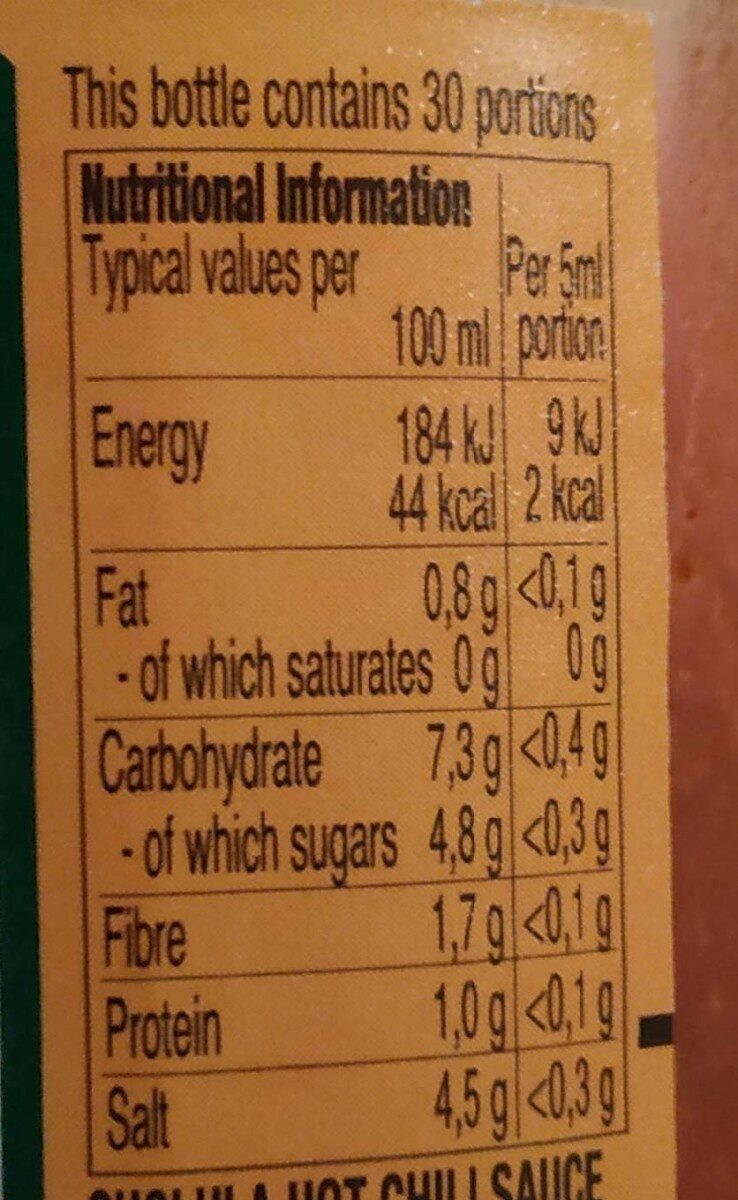 This bottle contains 30 portions
Nutritional Information
Typical values per 100 ml Per 5ml portion
Energy 184 kJ 9 kJ
44 kcal 2 kcal
Fat 0,8 g <0,1 g
- of which saturates 0 g 0 g
Carbohydrate 7,3 g <0,4 g
- of which sugars 4,8 g <0,3 g
Fibre 1,7 g <0,1 g
Protein 1,0 g <0,1 g
Salt 4,5 g <0,3 g
HOT CHILI SAUCE